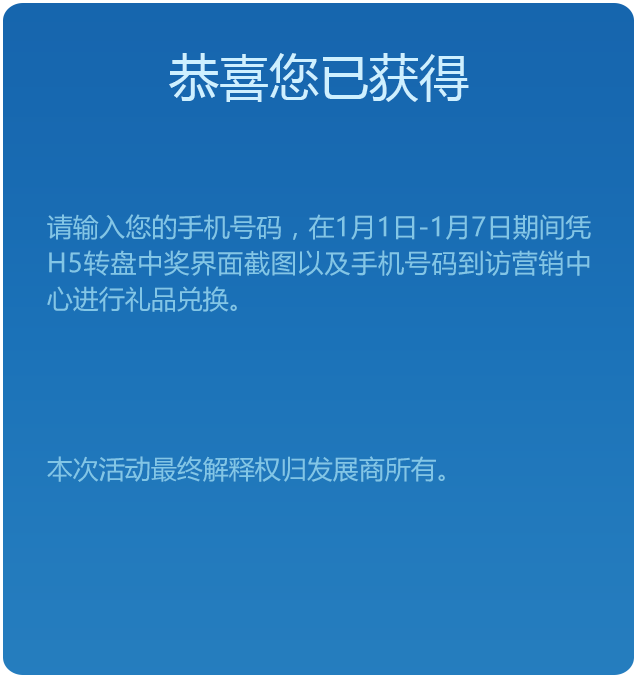 恭喜您已获得
请输入您的手机号码，在1月1日-1月7日期间凭
H5转盘中奖界面截图以及手机号码到访营销中
心进行礼品兑换。
本次活动最终解释权归发展商所有。